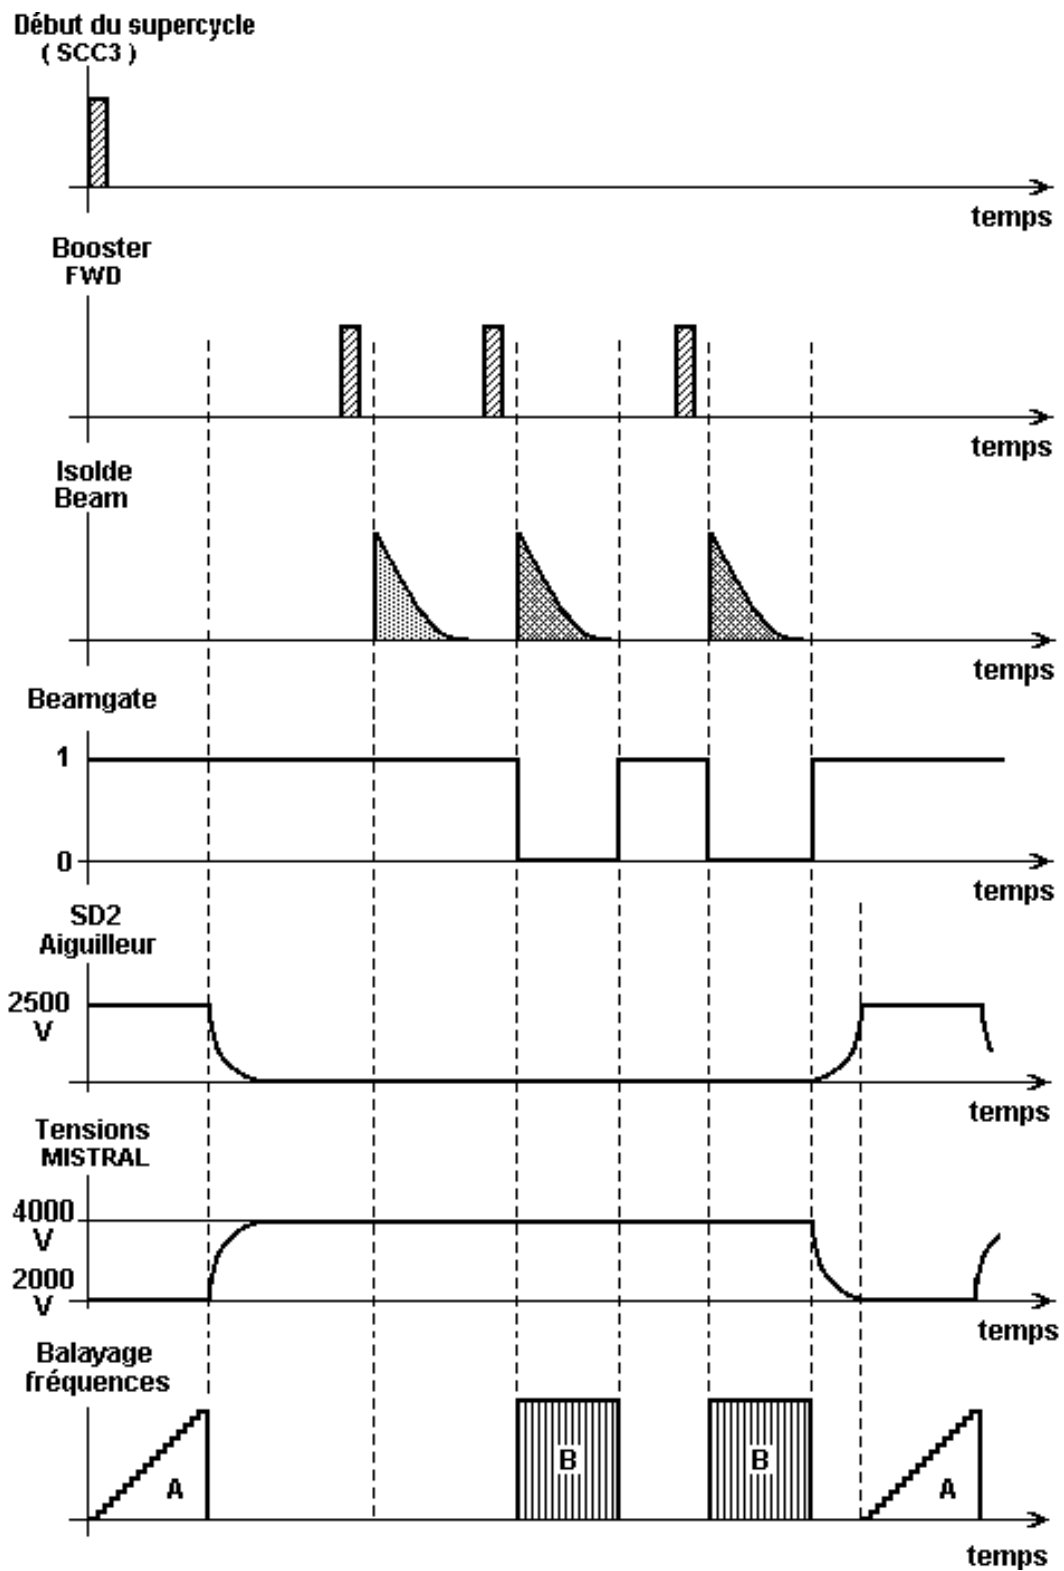 Début du supercycle
( SCC3 )
temps
Booster
FWD
temps
Isolde
Beam
temps
Beamgate
1
0
temps
SD2
Aiguilleur
2500
V
temps
Tensions
MISTRAL
4000
V
2000
V
temps
Balayage
fréquences
A
B
B
A
temps